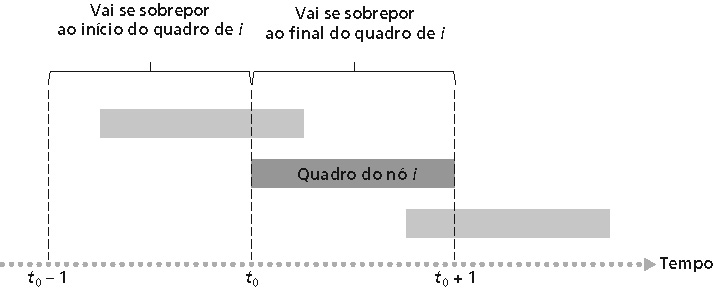 Vai se sobrepor
ao início do quadro de i
Vai se sobrepor
ao final do quadro de i
Quadro do nó i
t0 – 1
t0
t0 + 1
Tempo